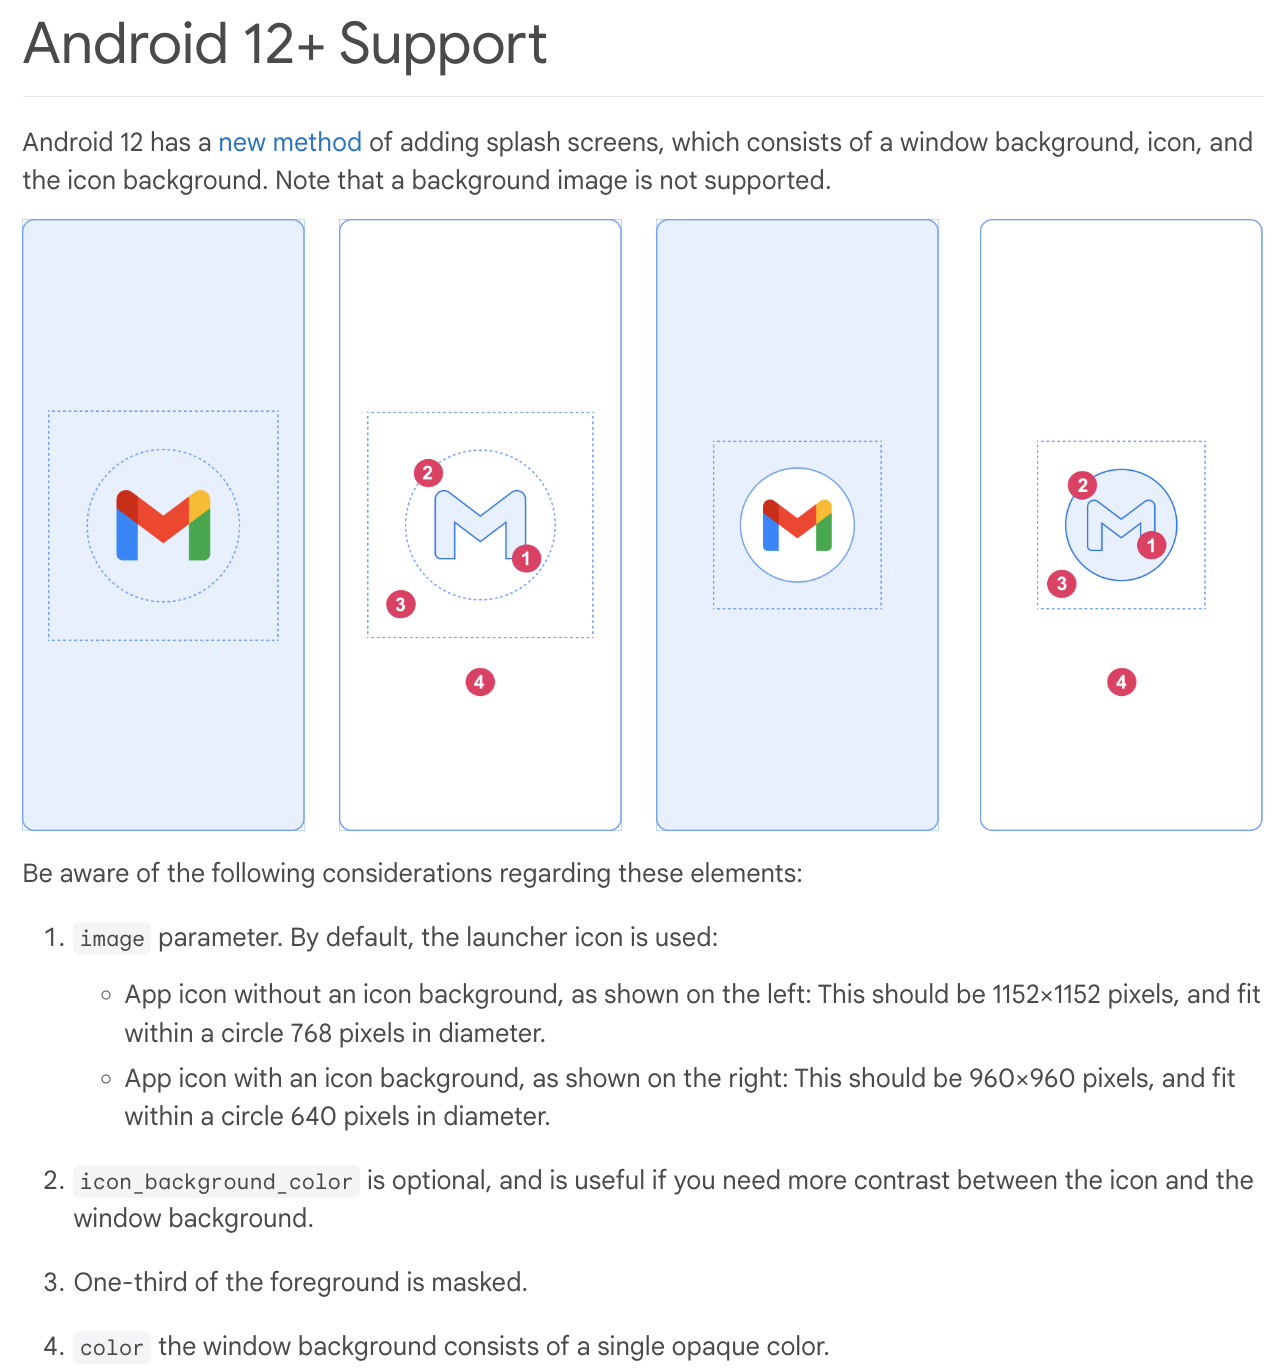 Android 12+ Support
Android 12 has a new method of adding splash screens, which consists of a window background, icon, and
the icon background. Note that a background image is not supported.
2
1
3
4
2
1
3
4
Be aware of the following considerations regarding these elements:
1. image parameter. By default, the launcher icon is used:
◦ App icon without an icon background, as shown on the left: This should be 1152×1152 pixels, and fit
within a circle 768 pixels in diameter.
◦ App icon with an icon background, as shown on the right: This should be 960×960 pixels, and fit
within a circle 640 pixels in diameter.
2. icon_background_color is optional, and is useful if you need more contrast between the icon and the
window background.
3. One-third of the foreground is masked.
4. color the window background consists of a single opaque color.